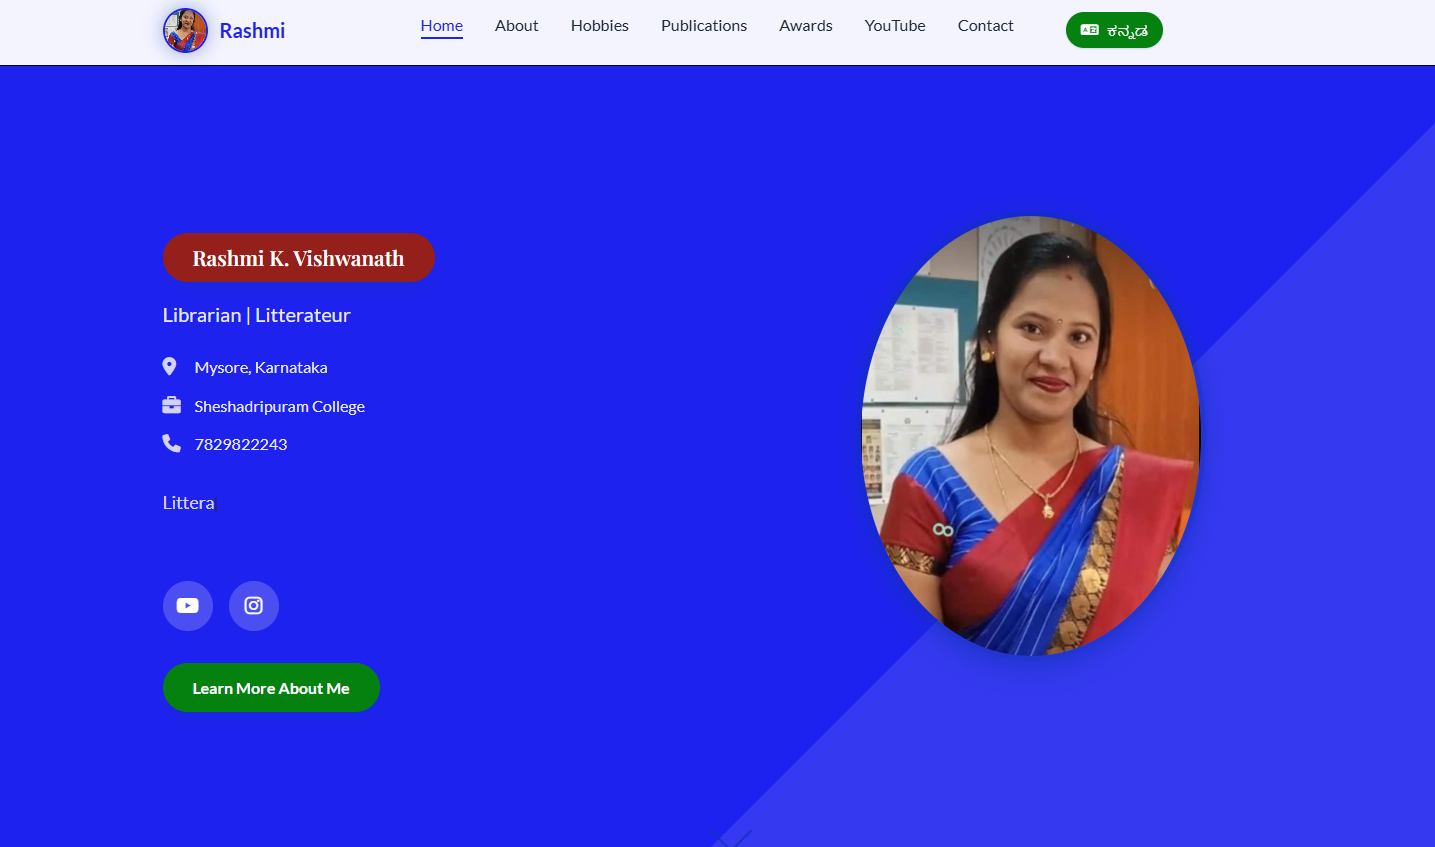 Rashmi
Home About Hobbies Publications Awards YouTube Contact
ಕನ್ನಡ
Rashmi K. Vishwanath
Librarian | Litterateur
Mysore, Karnataka
Sheshadripuram College
7829822243
Littera
Learn More About Me